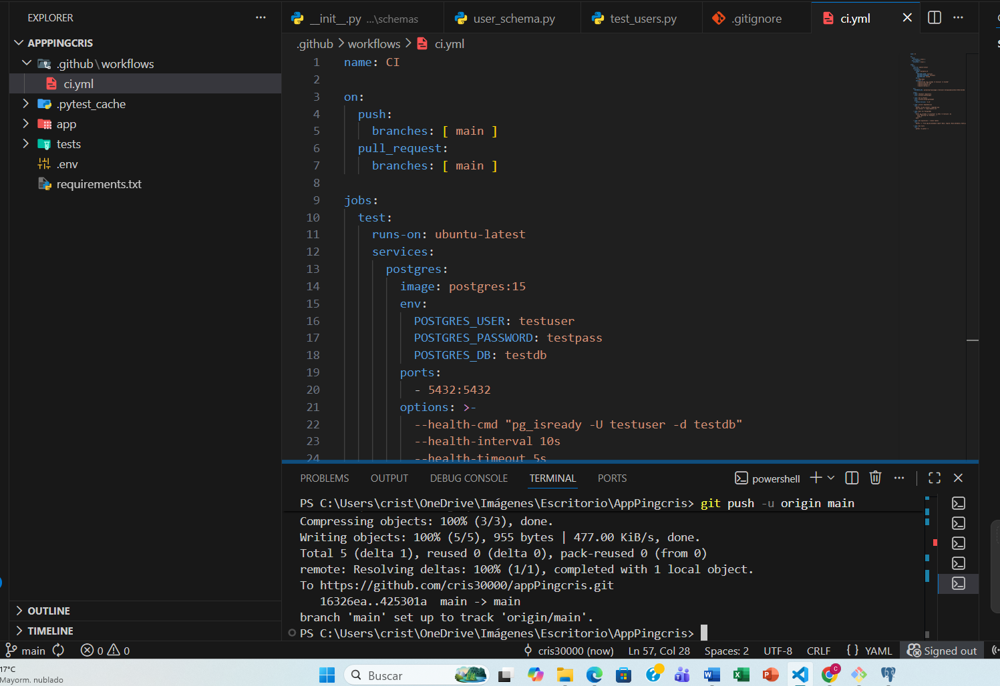 EXPLORER
APPPINGCRIS
.github\workflows
ci.yml
.pytest_cache
app
tests
.env
requirements.txt
OUTLINE
TIMELINE
__init__.py ...\schemas
user_schema.py
test_users.py
.gitignore
ci.yml
.github > workflows > ci.yml
1 name: CI
2
3 on:
4 push:
5 branches: [ main ]
6 pull_request:
7 branches: [ main ]
8
9 jobs:
10 test:
11 runs-on: ubuntu-latest
12 services:
13 postgres:
14 image: postgres:15
15 env:
16 POSTGRES_USER: testuser
17 POSTGRES_PASSWORD: testpass
18 POSTGRES_DB: testdb
19 ports:
20 - 5432:5432
21 options: >-
22 --health-cmd "pg_isready -U testuser -d testdb"
23 --health-interval 10s
24 --health-timeout 5s
PROBLEMS OUTPUT DEBUG CONSOLE TERMINAL PORTS
powershell
PS C:\Users\crist\OneDrive\Imágenes\Escritorio\AppPingcris> git push -u origin main
Compressing objects: 100% (3/3), done.
Writing objects: 100% (5/5), 955 bytes | 477.00 KiB/s, done.
Total 5 (delta 1), reused 0 (delta 0), pack-reused 0 (from 0)
remote: Resolving deltas: 100% (1/1), completed with 1 local object.
To https://github.com/cris30000/appPingcris.git
16326ea..425301a main -> main
branch 'main' set up to track 'origin/main'.
PS C:\Users\crist\OneDrive\Imágenes\Escritorio\AppPingcris>
main 0 0 cris30000 (now) Ln 57, Col 28 Spaces: 2 UTF-8 CRLF { } YAML Signed out
17°C
Mayorm. nublado
Buscar